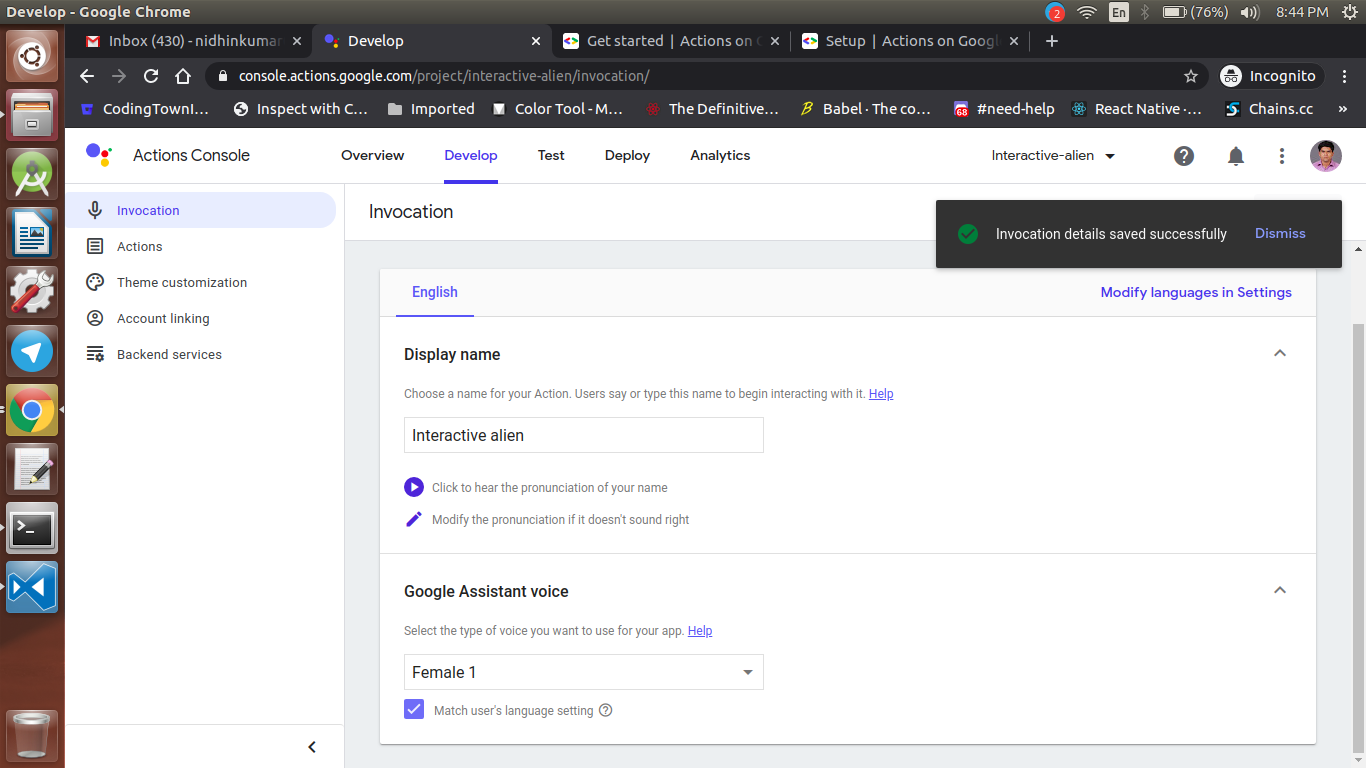 Develop - Google Chrome
2 En (76%) 8:44 PM
Inbox (430) - nidhinkumar
Develop
Get started | Actions on G
Setup | Actions on Google
console.actions.google.com/project/interactive-alien/invocation/
Incognito
CodingTownI...
Inspect with C...
Imported
Color Tool - M...
The Definitive...
Babel · The co...
68
#need-help
React Native ·...
Chains.cc
»
Actions Console
Overview
Develop
Test
Deploy
Analytics
Interactive-alien
Invocation
Actions
Theme customization
Account linking
Backend services
Invocation
Invocation details saved successfully
Dismiss
English
Modify languages in Settings
Display name
Choose a name for your Action. Users say or type this name to begin interacting with it. Help
Interactive alien
Click to hear the pronunciation of your name
Modify the pronunciation if it doesn't sound right
Google Assistant voice
Select the type of voice you want to use for your app. Help
Female 1
Match user's language setting